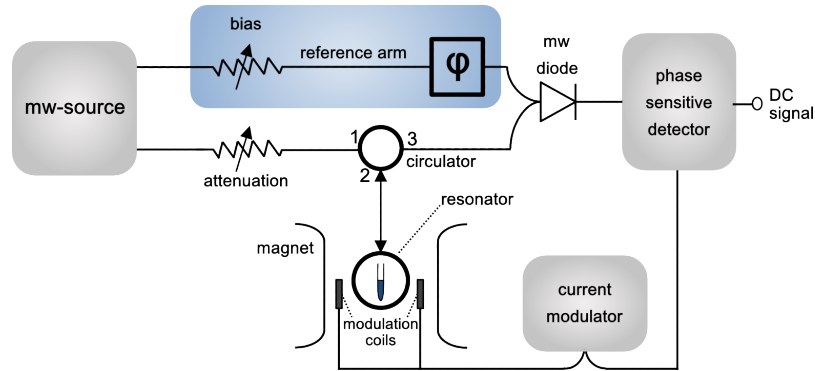 bias
reference arm
φ
mw
diode
mw-source
phase
sensitive
detector
DC
signal
attenuation
1
2
3
circulator
resonator
magnet
modulation
coils
current
modulator